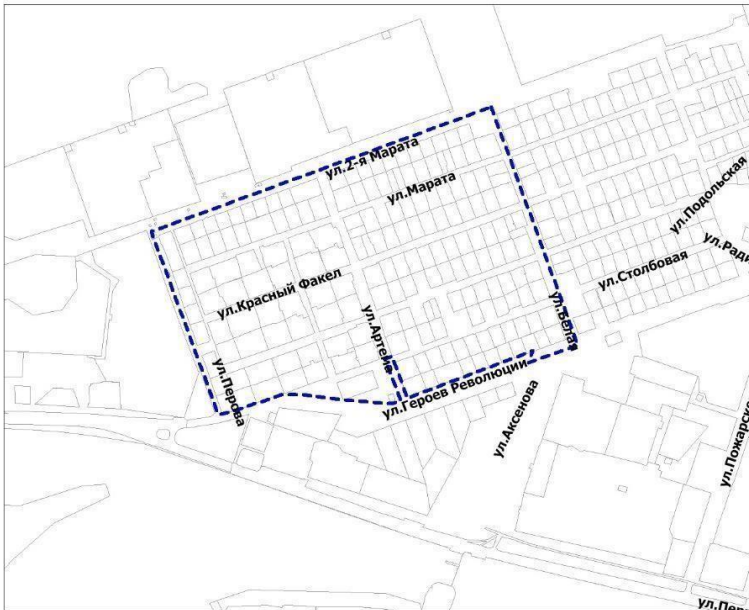 ул.2-я Марата
ул.Марата
ул.Подольская
ул.Ради
ул.Столбовая
ул.Красный Факел
ул.Белая
ул.Артема
ул.Перова
ул.Героев Революции
ул.Аксенова
ул.Пожарско
ул.Пер